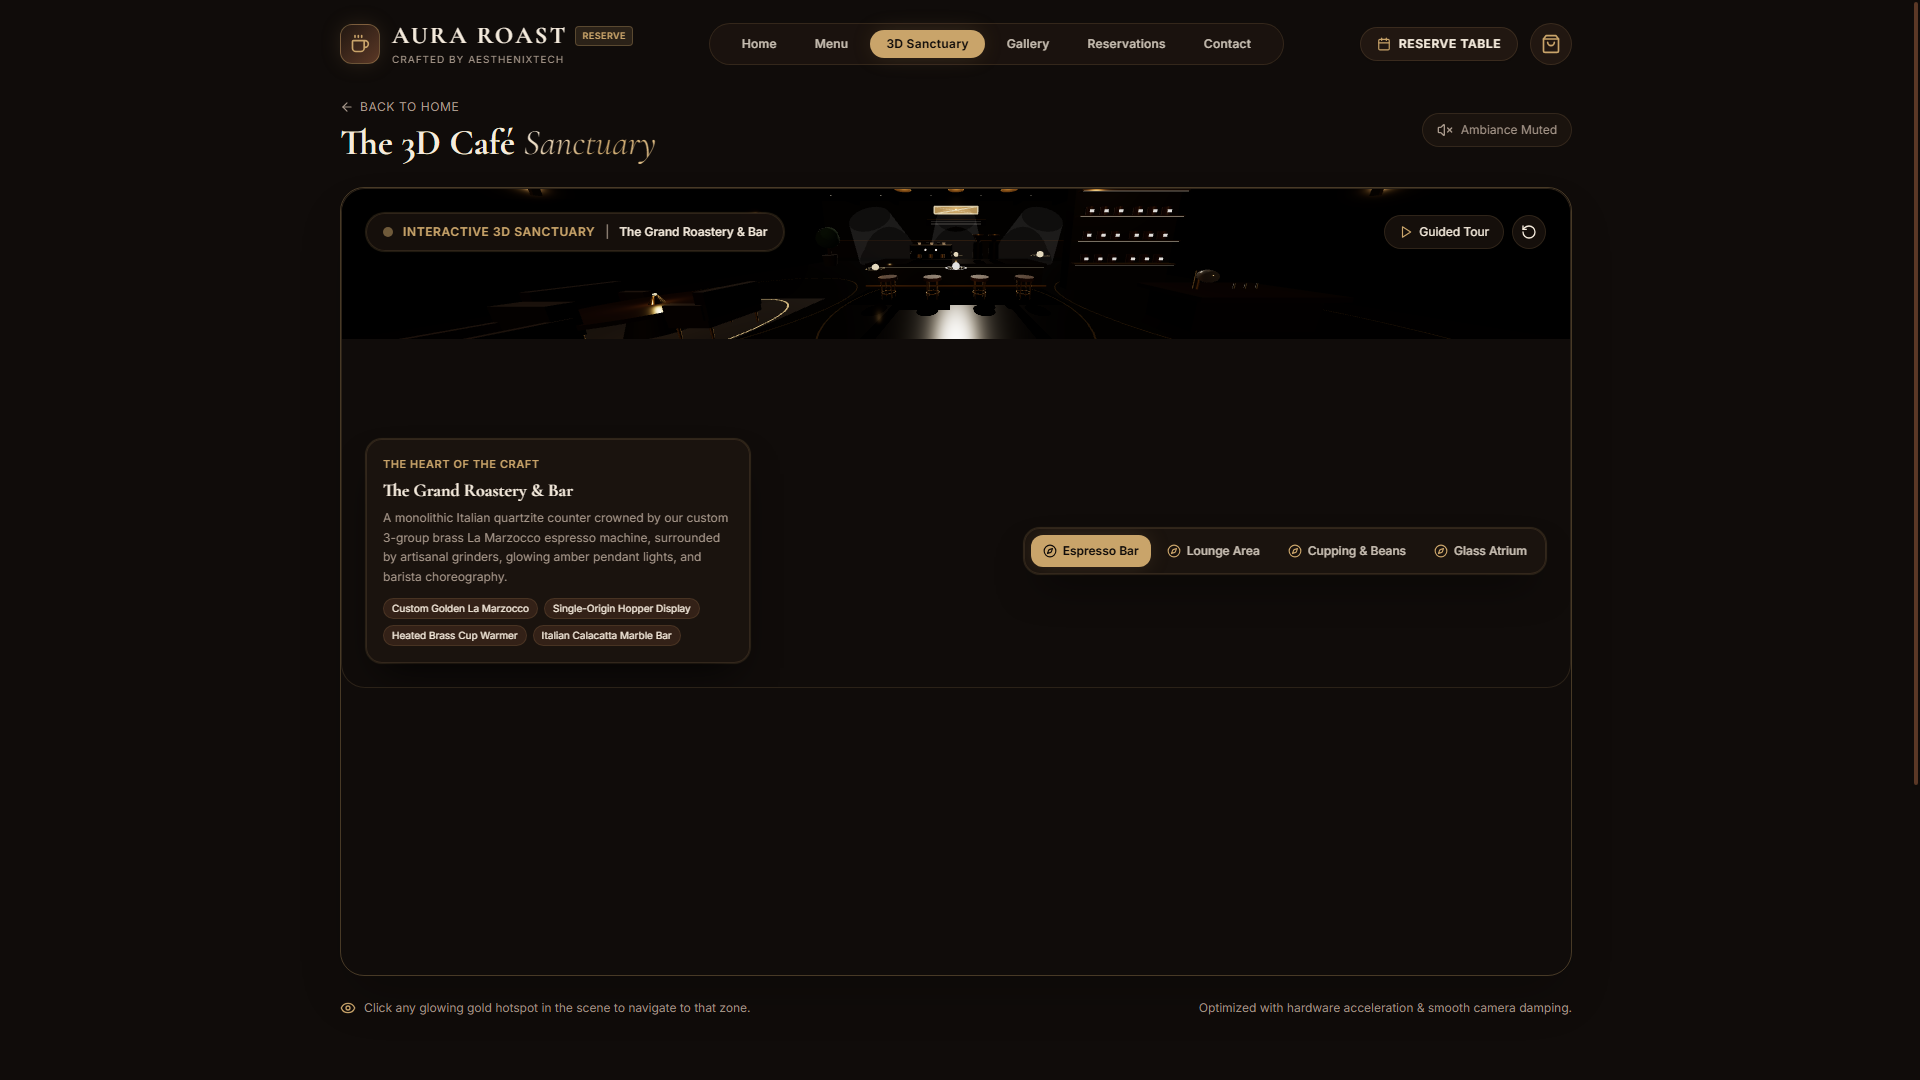 AURA ROAST RESERVE
CRAFTED BY AESTHENIXTECH
Home Menu 3D Sanctuary Gallery Reservations Contact
RESERVE TABLE
BACK TO HOME
The 3D Café Sanctuary
Ambiance Muted
INTERACTIVE 3D SANCTUARY | The Grand Roastery & Bar
Guided Tour
THE HEART OF THE CRAFT
The Grand Roastery & Bar
A monolithic Italian quartzite counter crowned by our custom
3-group brass La Marzocco espresso machine, surrounded
by artisanal grinders, glowing amber pendant lights, and
barista choreography.
Custom Golden La Marzocco Single-Origin Hopper Display
Heated Brass Cup Warmer Italian Calacatta Marble Bar
Espresso Bar Lounge Area Cupping & Beans Glass Atrium
Click any glowing gold hotspot in the scene to navigate to that zone.
Optimized with hardware acceleration & smooth camera damping.